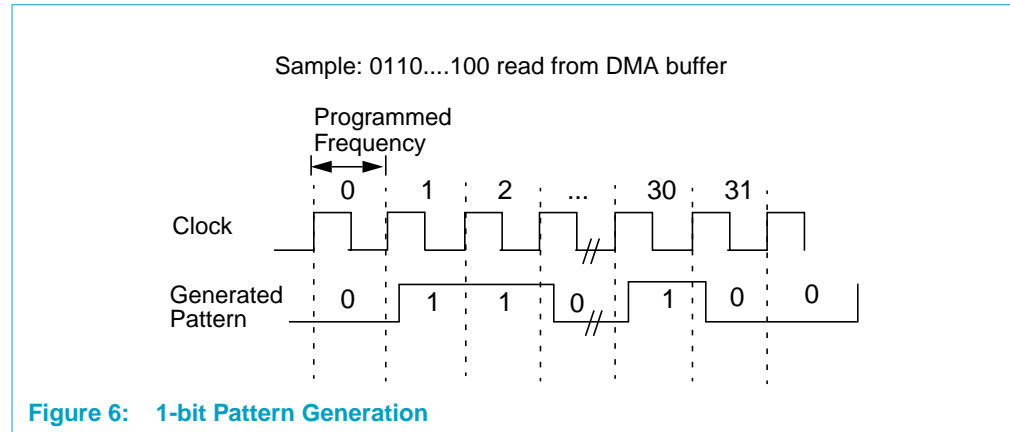 Sample: 0110....100 read from DMA buffer
Programmed
Frequency
0 1 2 ... 30 31
Clock
Generated
Pattern
0 1 1 0 1 0 0
Figure 6: 1-bit Pattern Generation